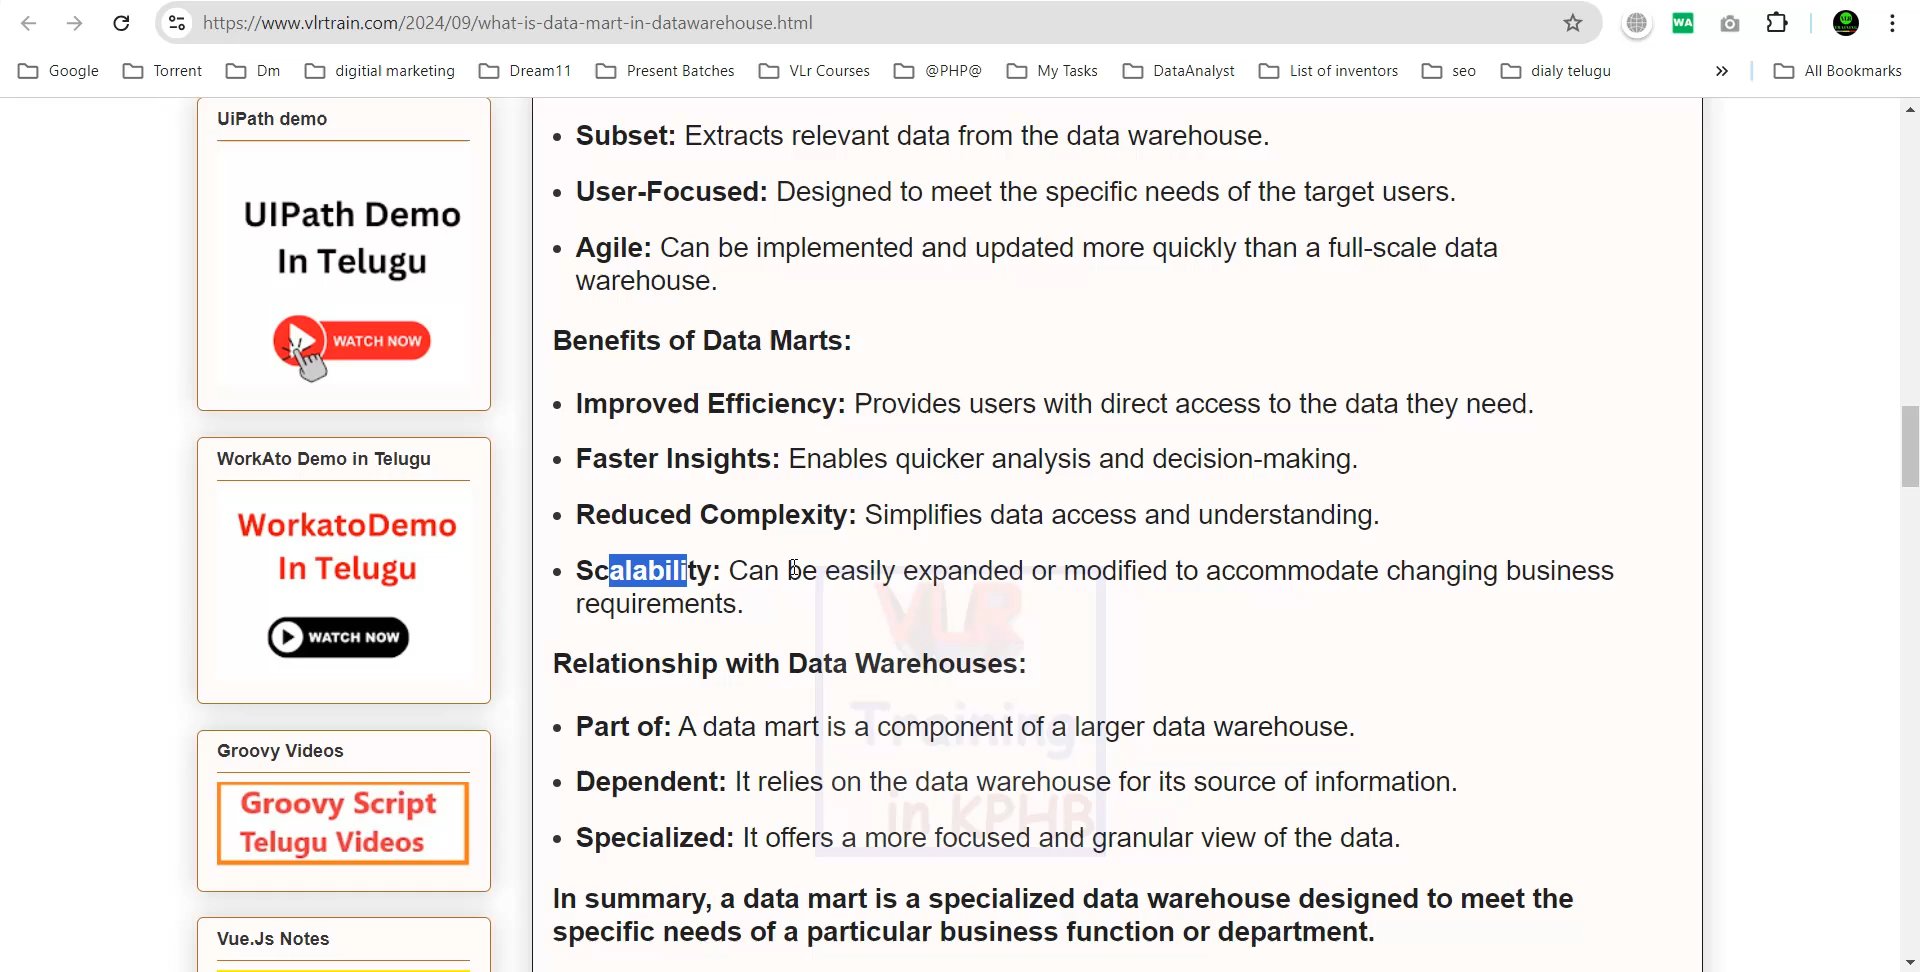 https://www.vlrtrain.com/2024/09/what-is-data-mart-in-datawarehouse.html
WA
Google
Torrent
Dm
digitial marketing
Dream11
Present Batches
VLr Courses
@PHP@
My Tasks
DataAnalyst
List of inventors
seo
dialy telugu
»
All Bookmarks
UiPath demo
UIPath Demo
In Telugu
WATCH NOW
WorkAto Demo in Telugu
WorkatoDemo
In Telugu
WATCH NOW
Groovy Videos
Groovy Script
Telugu Videos
Vue.Js Notes
• Subset: Extracts relevant data from the data warehouse.
• User-Focused: Designed to meet the specific needs of the target users.
• Agile: Can be implemented and updated more quickly than a full-scale data
warehouse.
Benefits of Data Marts:
• Improved Efficiency: Provides users with direct access to the data they need.
• Faster Insights: Enables quicker analysis and decision-making.
• Reduced Complexity: Simplifies data access and understanding.
• Scalability: Can be easily expanded or modified to accommodate changing business
requirements.
Relationship with Data Warehouses:
• Part of: A data mart is a component of a larger data warehouse.
• Dependent: It relies on the data warehouse for its source of information.
• Specialized: It offers a more focused and granular view of the data.
In summary, a data mart is a specialized data warehouse designed to meet the
specific needs of a particular business function or department.
VLR
Training
in KPHB